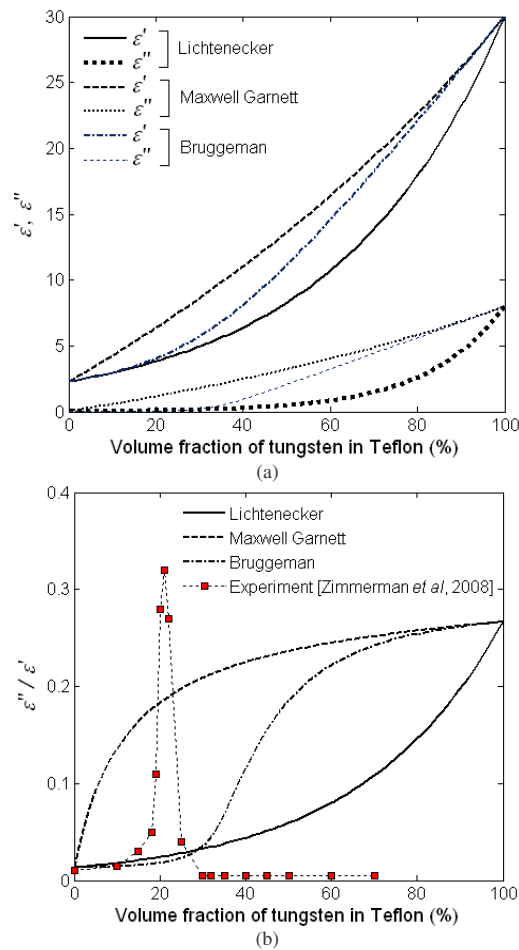 30
25
20
15
10
5
0
ε', ε"
ε'
ε"
Lichtenecker
ε'
ε"
Maxwell Garnett
ε'
ε"
Bruggeman
0 20 40 60 80 100
Volume fraction of tungsten in Teflon (%)
(a)
0.4
0.3
0.2
0.1
0
ε" / ε'
Lichtenecker
Maxwell Garnett
Bruggeman
Experiment [Zimmerman et al, 2008]
0 20 40 60 80 100
Volume fraction of tungsten in Teflon (%)
(b)